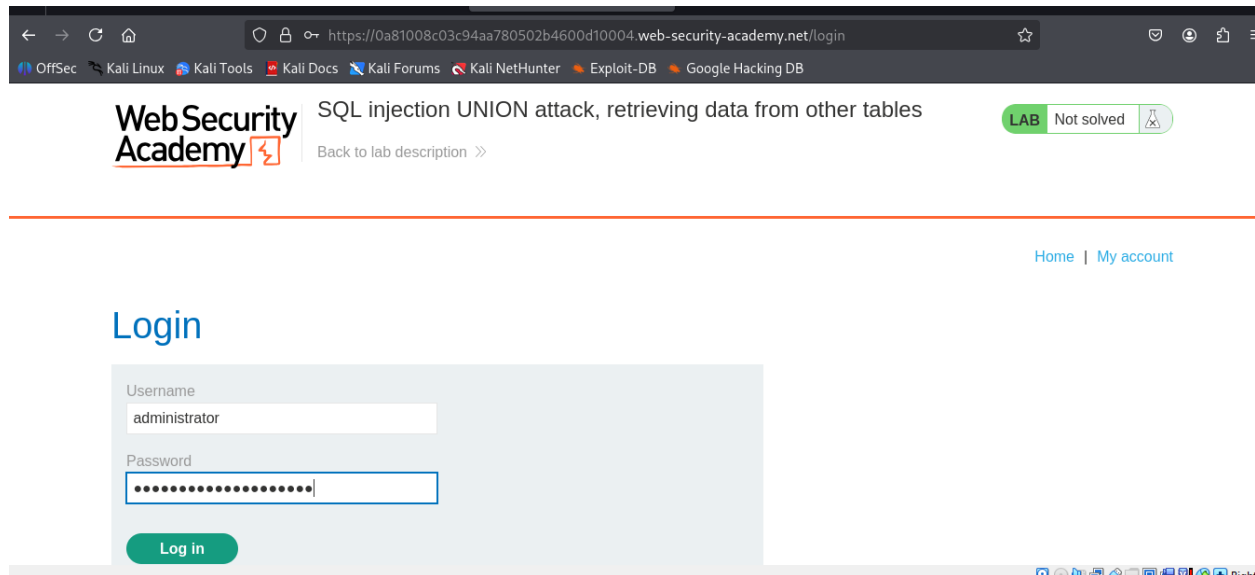 https://0a81008c03c94aa780502b4600d10004.web-security-academy.net/login
OffSec Kali Linux Kali Tools Kali Docs Kali Forums Kali NetHunter Exploit-DB Google Hacking DB
Web Security
Academy
SQL injection UNION attack, retrieving data from other tables
Back to lab description
LAB Not solved
Home | My account
Login
Username
administrator
Password
••••••••••••••••••••
Log in